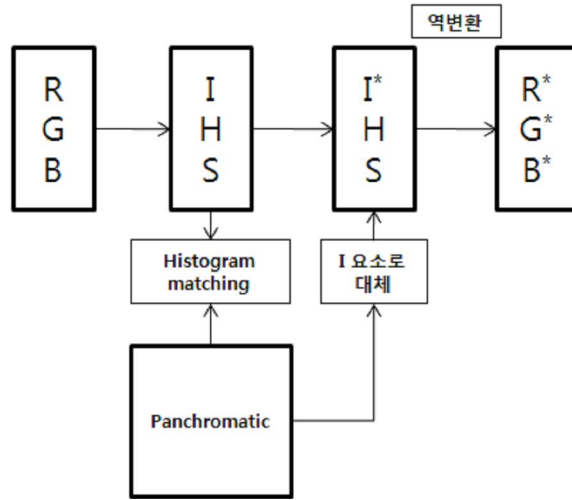 역변환
R
G
B
I
H
S
I*
H
S
R*
G*
B*
Histogram
matching
I 요소로
대체
Panchromatic